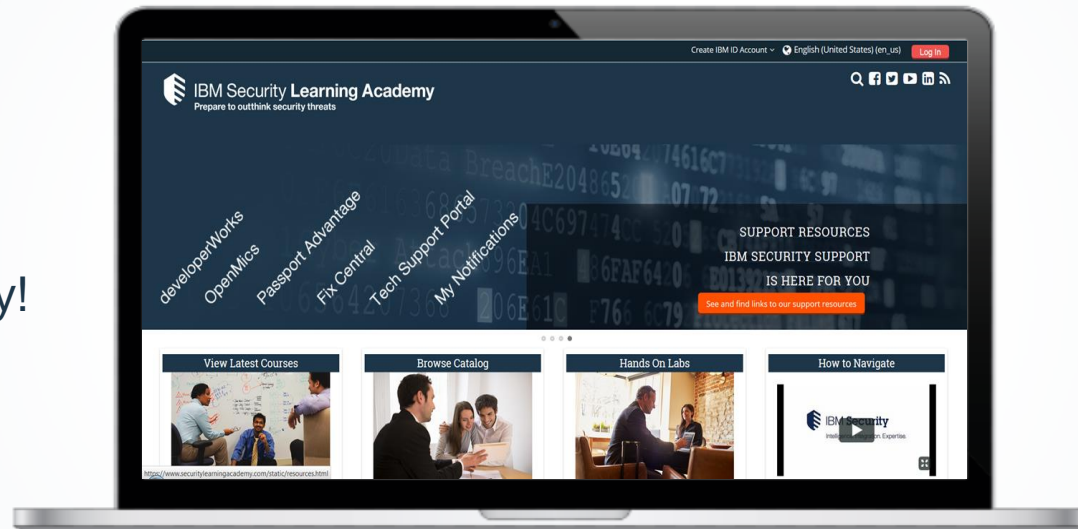 Create IBM ID Account English (United States) (en_us) Log In
IBM Security Learning Academy
Prepare to outthink security threats
developerWorks
OpenMics
Passport Advantage
Fix Central
Tech Support Portal
My Notifications
Data Breach
SUPPORT RESOURCES
IBM SECURITY SUPPORT
IS HERE FOR YOU
See and find links to our support resources
y!
View Latest Courses
Browse Catalog
Hands On Labs
How to Navigate
IBM Security
https://www.securitylearningacademy.com/static/resources.html